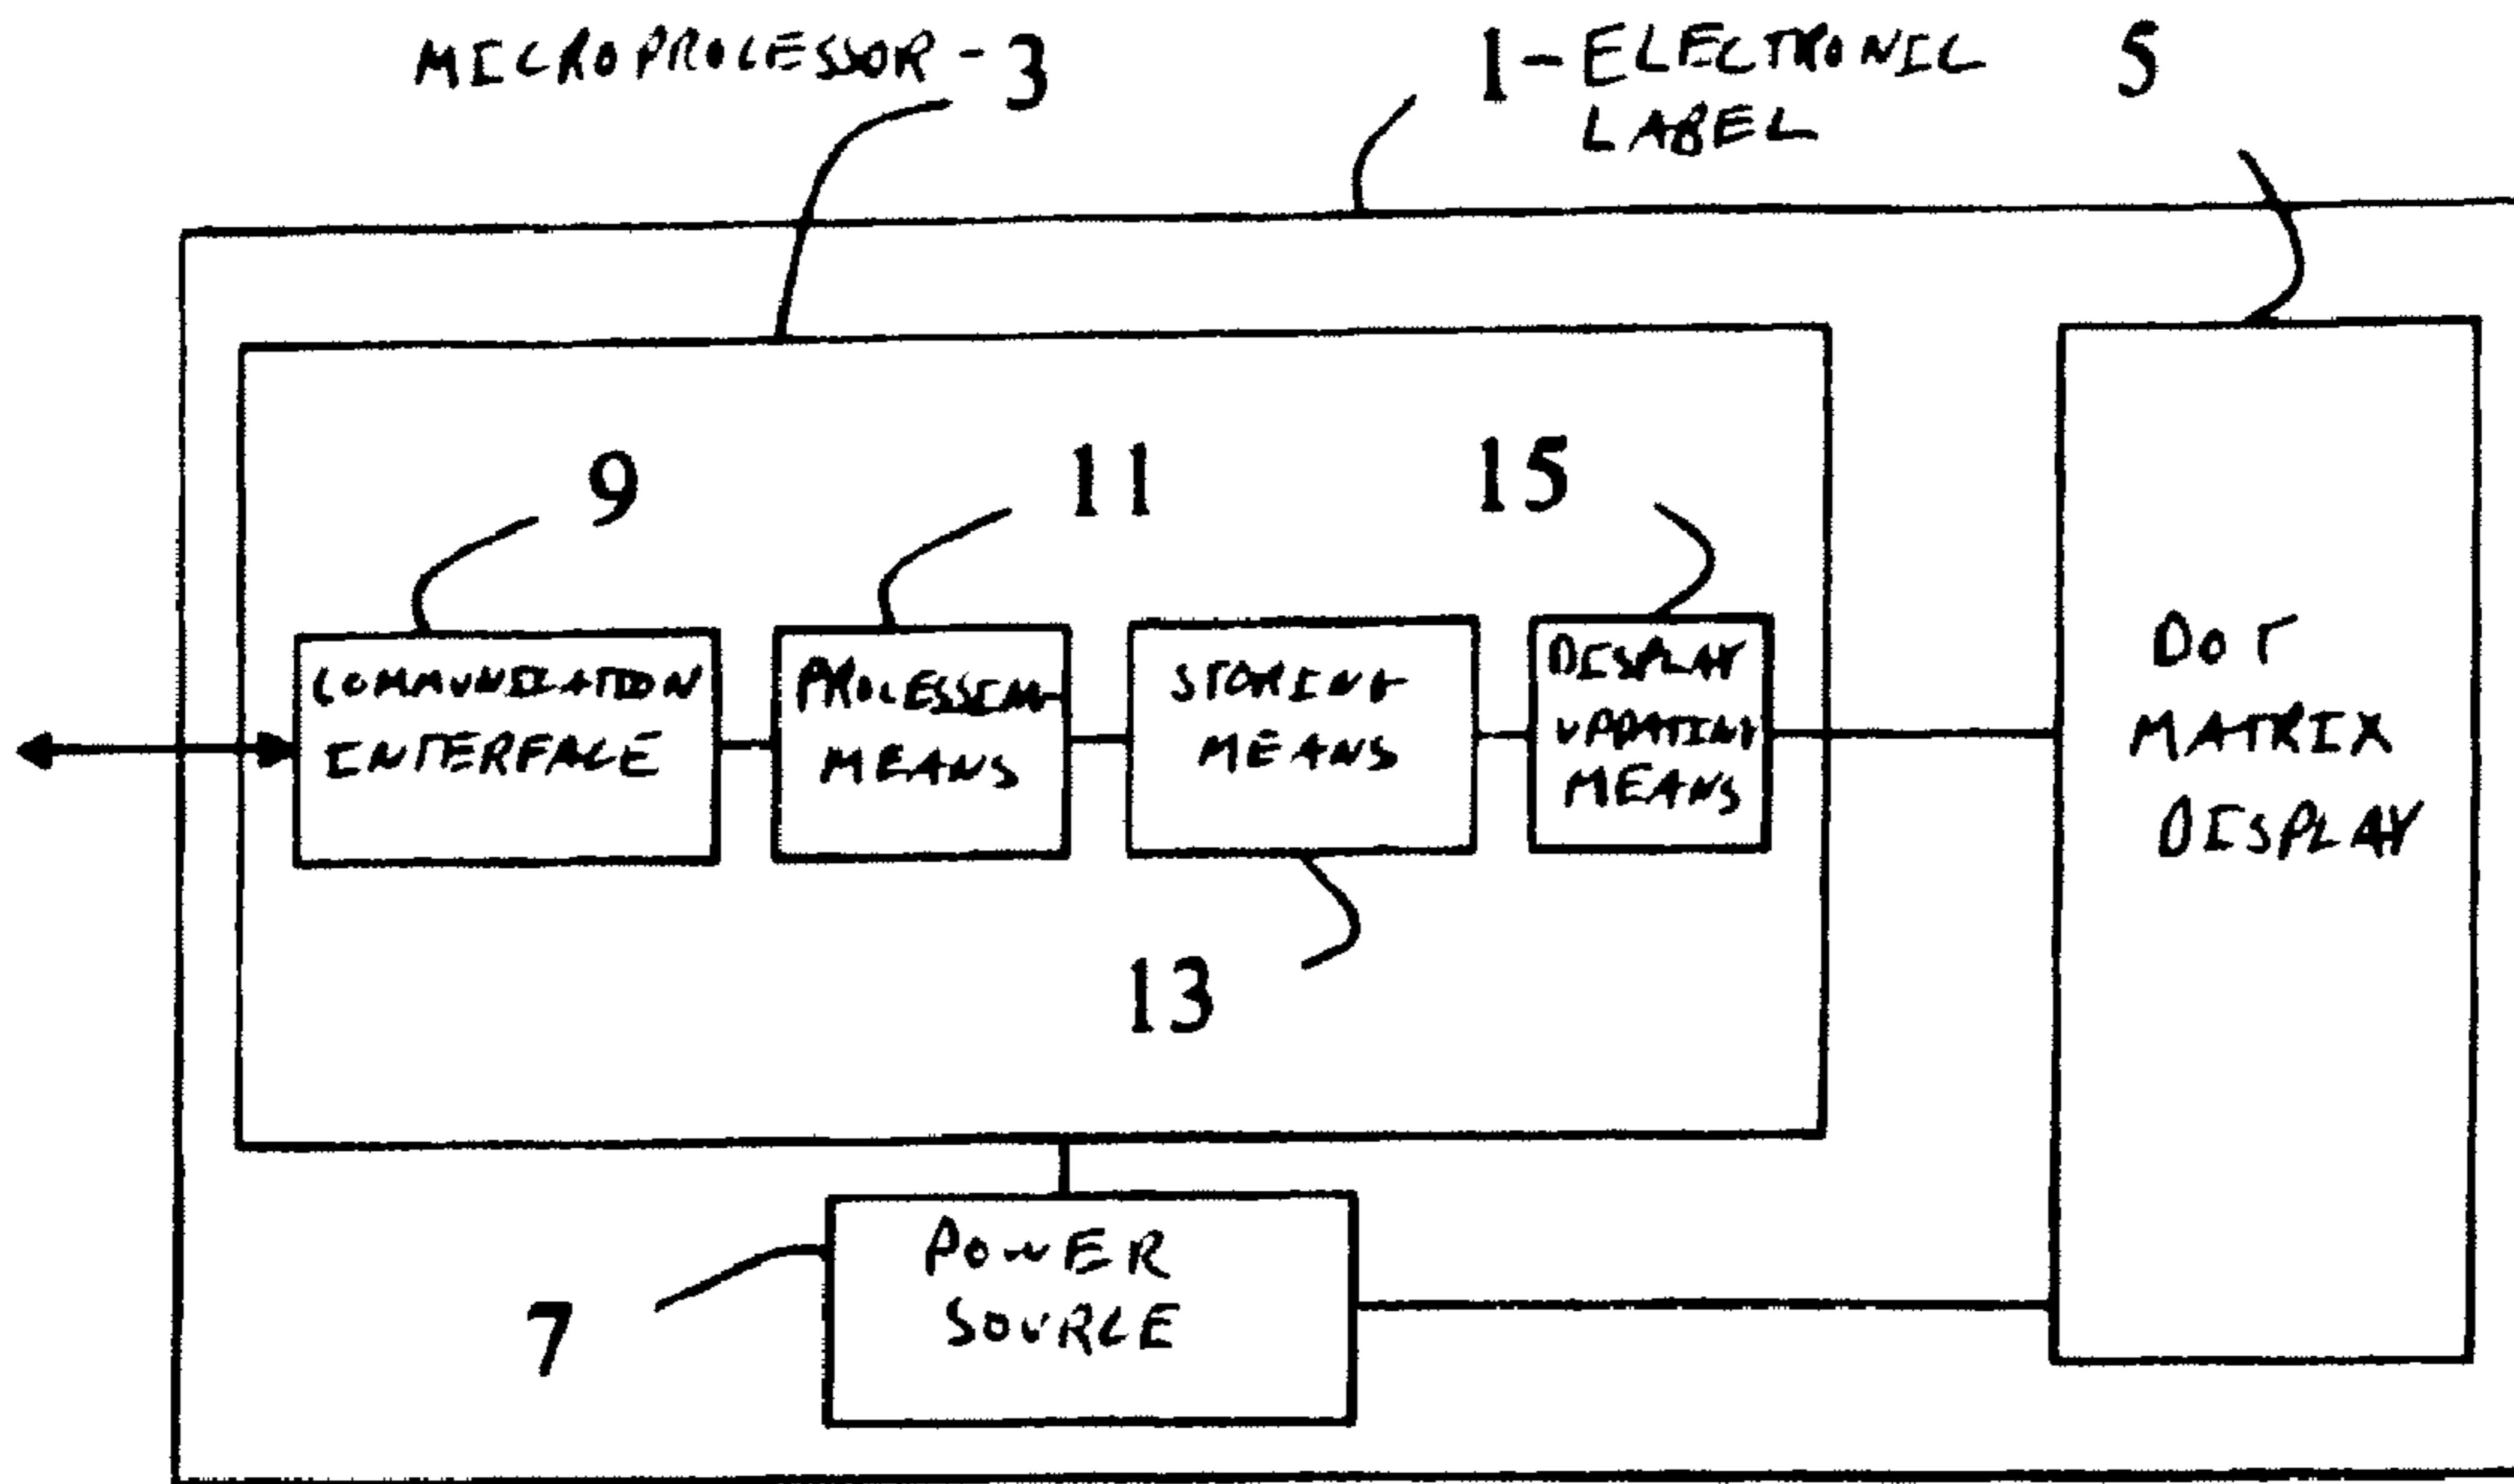 MICROPROCESSOR - 3
1 - ELECTRONIC
LABEL
5
9
11
15
COMMUNICATION
INTERFACE
PROCESSING
MEANS
STORING
MEANS
DISPLAY
UPDATING
MEANS
DOT
MATRIX
DISPLAY
13
POWER
SOURCE
7